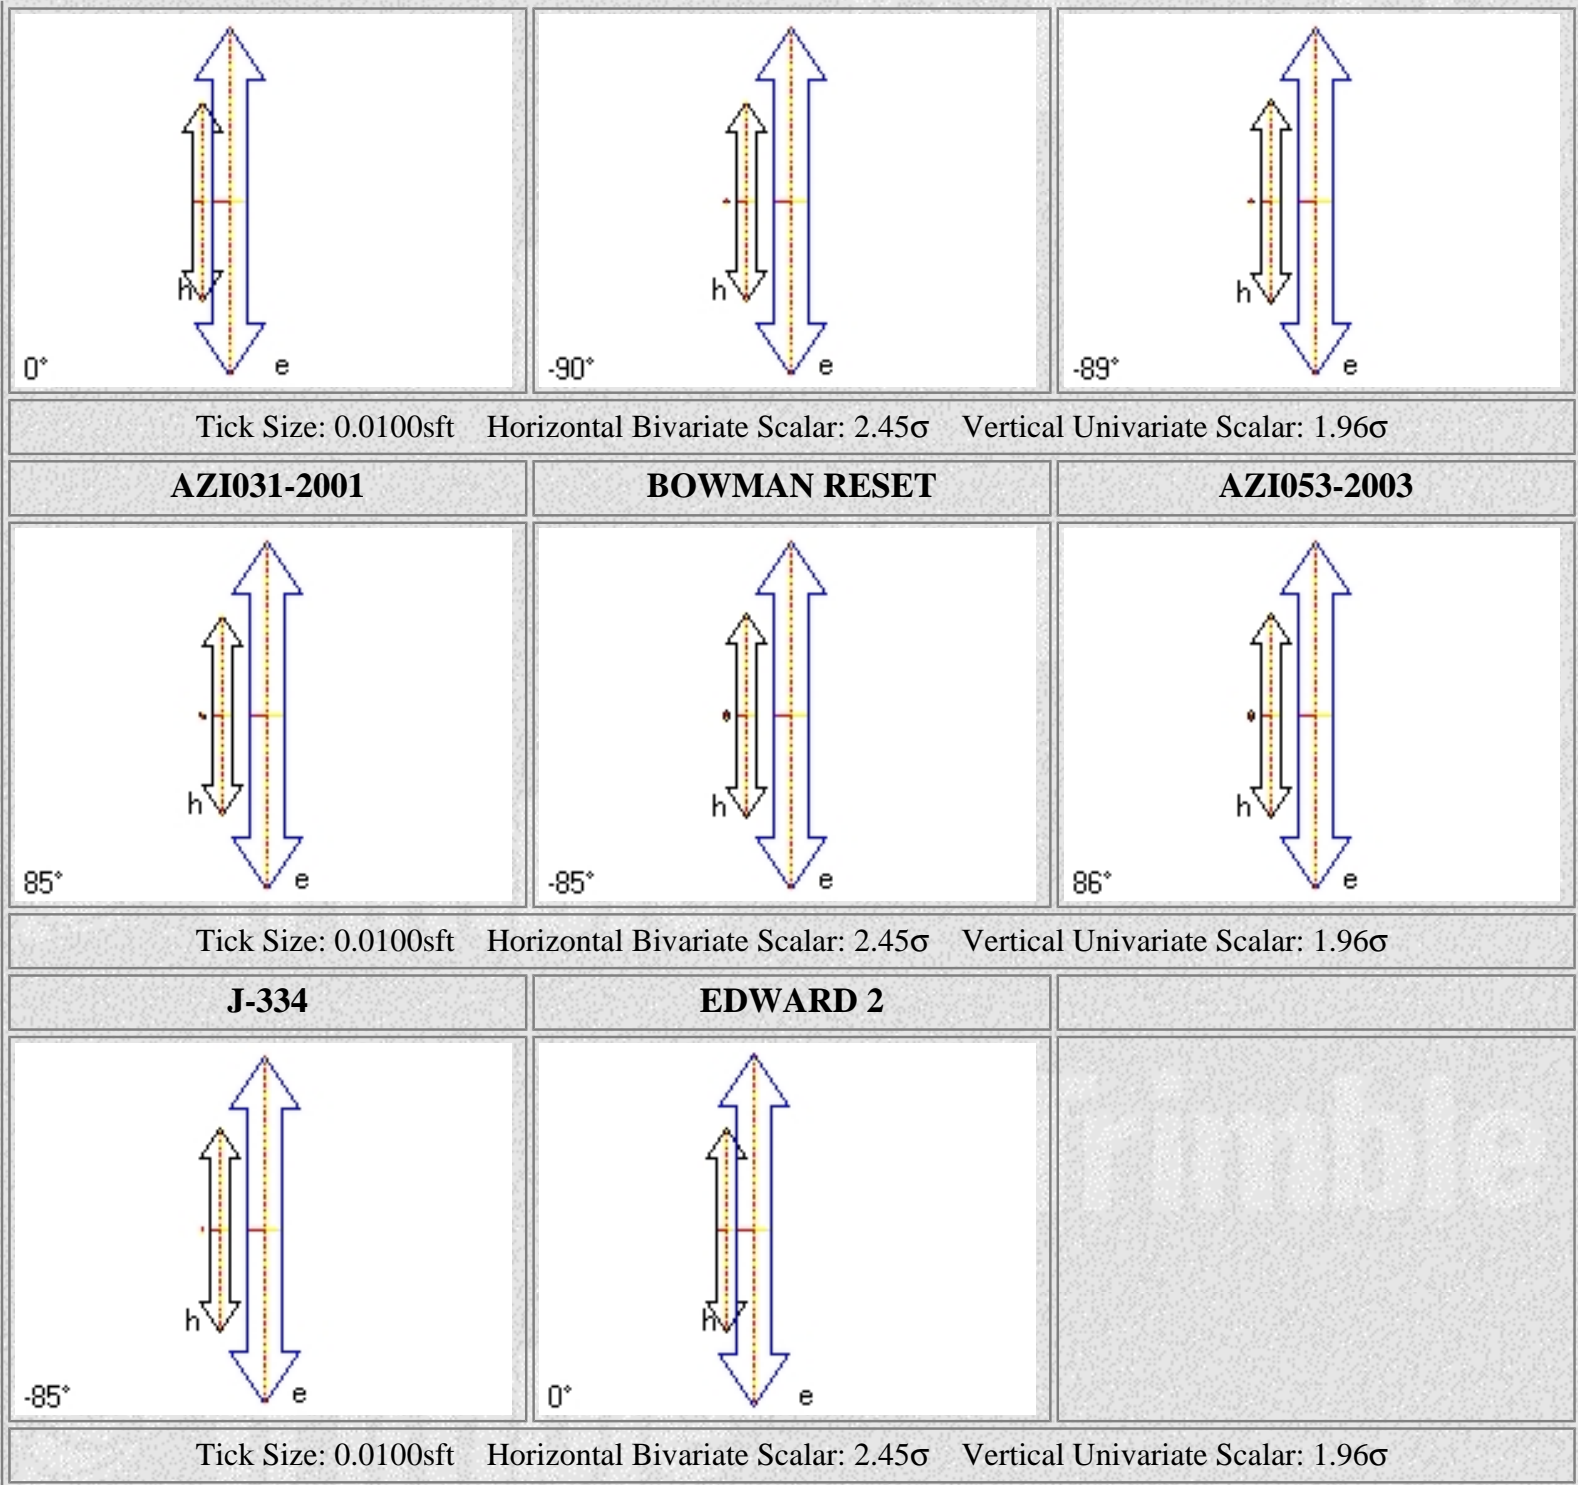 h
0° e
h
-90° e
h
-89° e
Tick Size: 0.0100sft Horizontal Bivariate Scalar: 2.45σ Vertical Univariate Scalar: 1.96σ
AZI031-2001 BOWMAN RESET AZI053-2003
h
85° e
h
-85° e
h
86° e
Tick Size: 0.0100sft Horizontal Bivariate Scalar: 2.45σ Vertical Univariate Scalar: 1.96σ
J-334 EDWARD 2
h
-85° e
h
0° e
Trimble
Tick Size: 0.0100sft Horizontal Bivariate Scalar: 2.45σ Vertical Univariate Scalar: 1.96σ